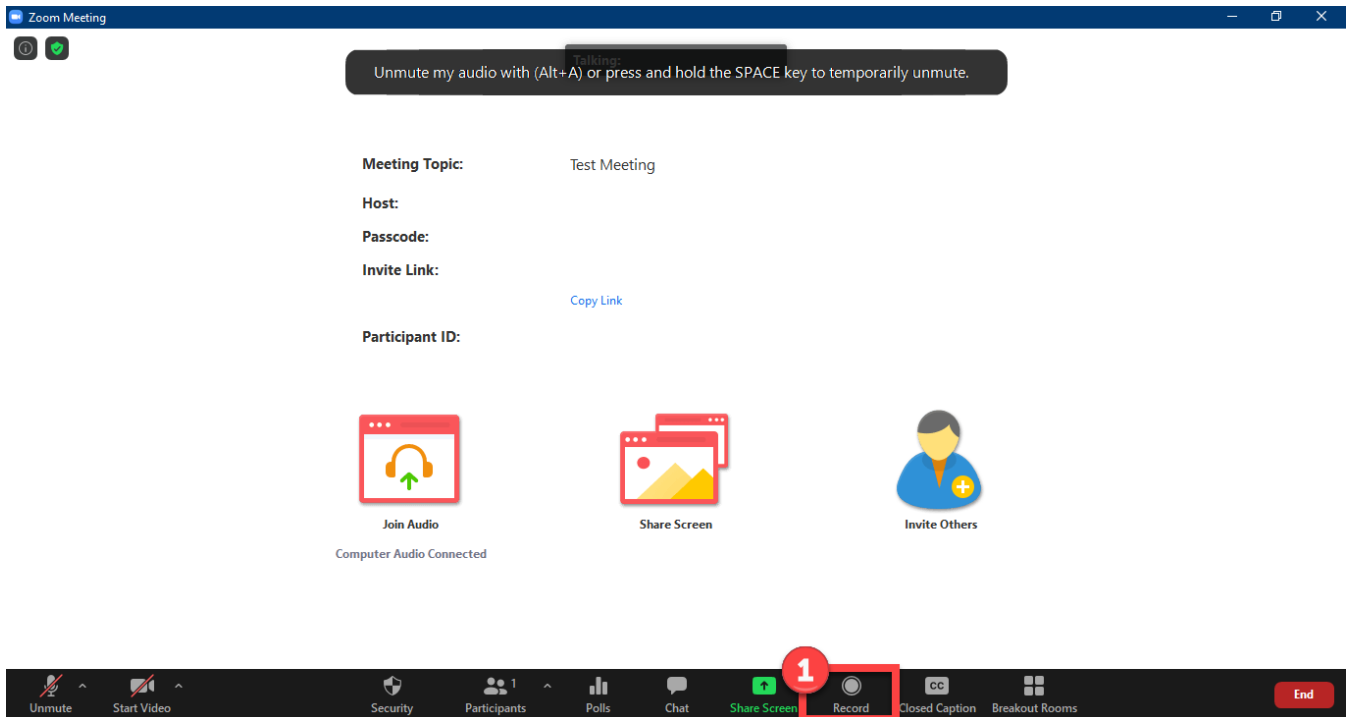 Zoom Meeting
Talking:
Unmute my audio with (Alt+A) or press and hold the SPACE key to temporarily unmute.
Meeting Topic: Test Meeting
Host:
Passcode:
Invite Link:
Copy Link
Participant ID:
Join Audio Share Screen Invite Others
Computer Audio Connected
1
1
CC
Unmute Start Video Security Participants Polls Chat Share Screen Record Closed Caption Breakout Rooms End